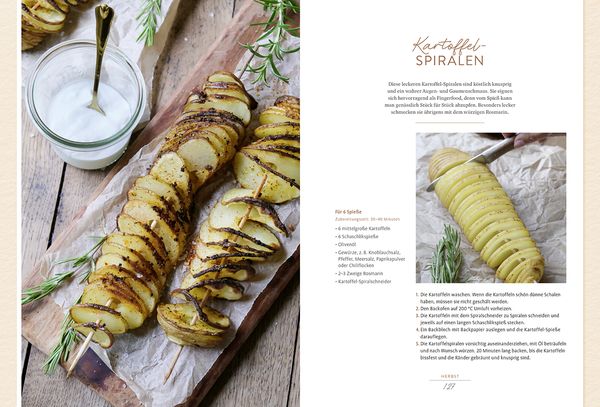 Kartoffel-
SPIRALEN
Diese leckeren Kartoffel-Spiralen sind köstlich knusprig
und ein wahrer Augen- und Gaumenschmaus. Sie eignen
sich hervorragend als Fingerfood, denn vom Spieß kann
man genüsslich Stück für Stück abzupfen. Besonders lecker
schmecken sie übrigens mit dem würzigen Rosmarin.
Für 6 Spieße
Zubereitungszeit: 30–40 Minuten
• 6 mittelgroße Kartoffeln
• 6 Schaschlikspieße
• Olivenöl
• Gewürze, z. B. Knoblauchsalz,
Pfeffer, Meersalz, Paprikapulver
oder Chiliflocken
• 2–3 Zweige Rosmarin
• Kartoffel-Spiralschneider
1. Die Kartoffeln waschen. Wenn die Kartoffeln schön dünne Schalen
haben, müssen sie nicht geschält werden.
2. Den Backofen auf 200 °C Umluft vorheizen.
3. Die Kartoffeln mit dem Spiralschneider zu Spiralen schneiden und
jeweils auf einen langen Schaschlikspieß stecken.
4. Ein Backblech mit Backpapier auslegen und die Kartoffel-Spieße
darauflegen.
5. Die Kartoffelspiralen vorsichtig auseinanderziehen, mit Öl beträufeln
und nach Wunsch würzen. 20 Minuten lang backen, bis die Kartoffeln
bissfest und die Ränder gebräunt und knusprig sind.
HERBST
127